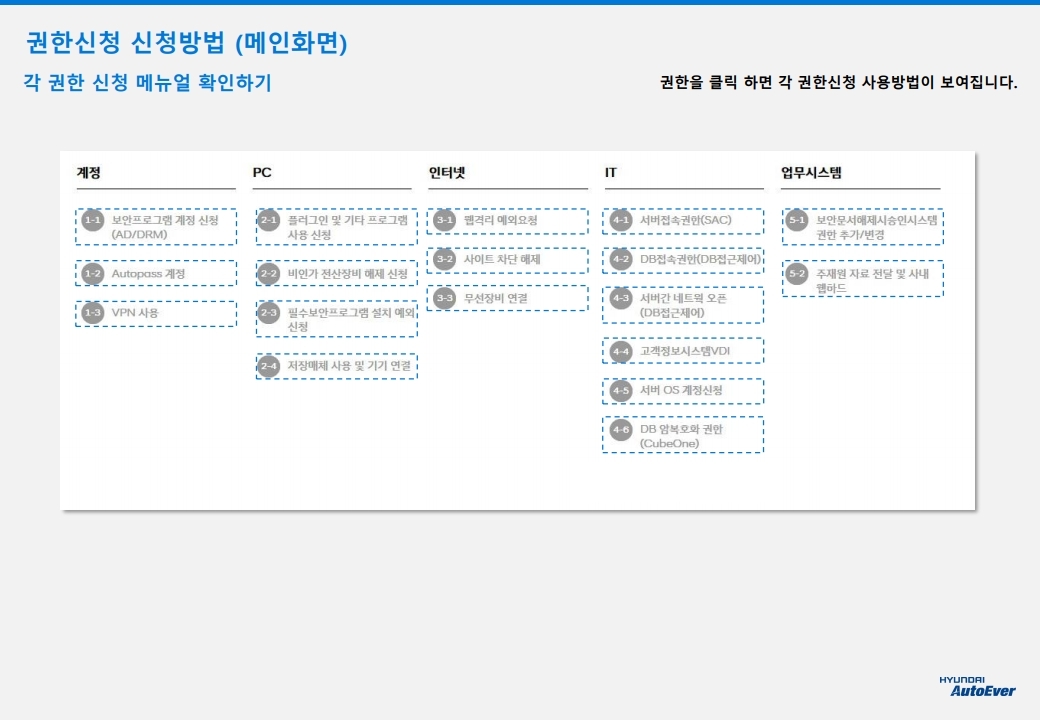 권한신청 신청방법 (메인화면)
각 권한 신청 메뉴얼 확인하기
권한을 클릭 하면 각 권한신청 사용방법이 보여집니다.
계정
1-1 보안프로그램 계정 신청
(AD/DRM)
1-2 Autopass 계정
1-3 VPN 사용
PC
2-1 플러그인 및 기타 프로그램
사용 신청
2-2 비인가 전산장비 해제 신청
2-3 필수보안프로그램 설치 예외
신청
2-4 저장매체 사용 및 기기 연결
인터넷
3-1 웹격리 예외요청
3-2 사이트 차단 해제
3-3 무선장비 연결
IT
4-1 서버접속권한(SAC)
4-2 DB접속권한(DB접근제어)
4-3 서버간 네트웍 오픈
(DB접근제어)
4-4 고객정보시스템VDI
4-5 서버 OS 계정신청
4-6 DB 암복호화 권한
(CubeOne)
업무시스템
5-1 보안문서해제시승인시스템
권한 추가/변경
5-2 주재원 자료 전달 및 사내
웹하드
HYUNDAI
AutoEver